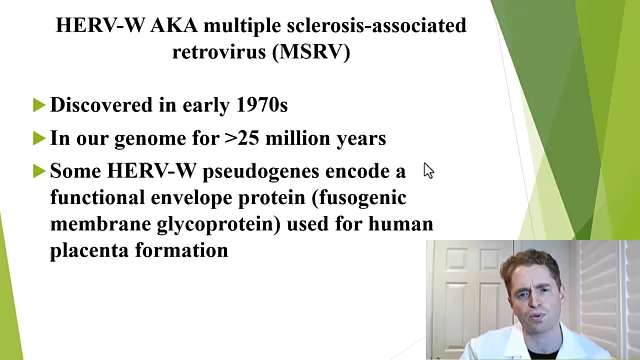 HERV-W AKA multiple sclerosis-associated
retrovirus (MSRV)
Discovered in early 1970s
In our genome for >25 million years
Some HERV-W pseudogenes encode a
functional envelope protein (fusogenic
membrane glycoprotein) used for human
placenta formation